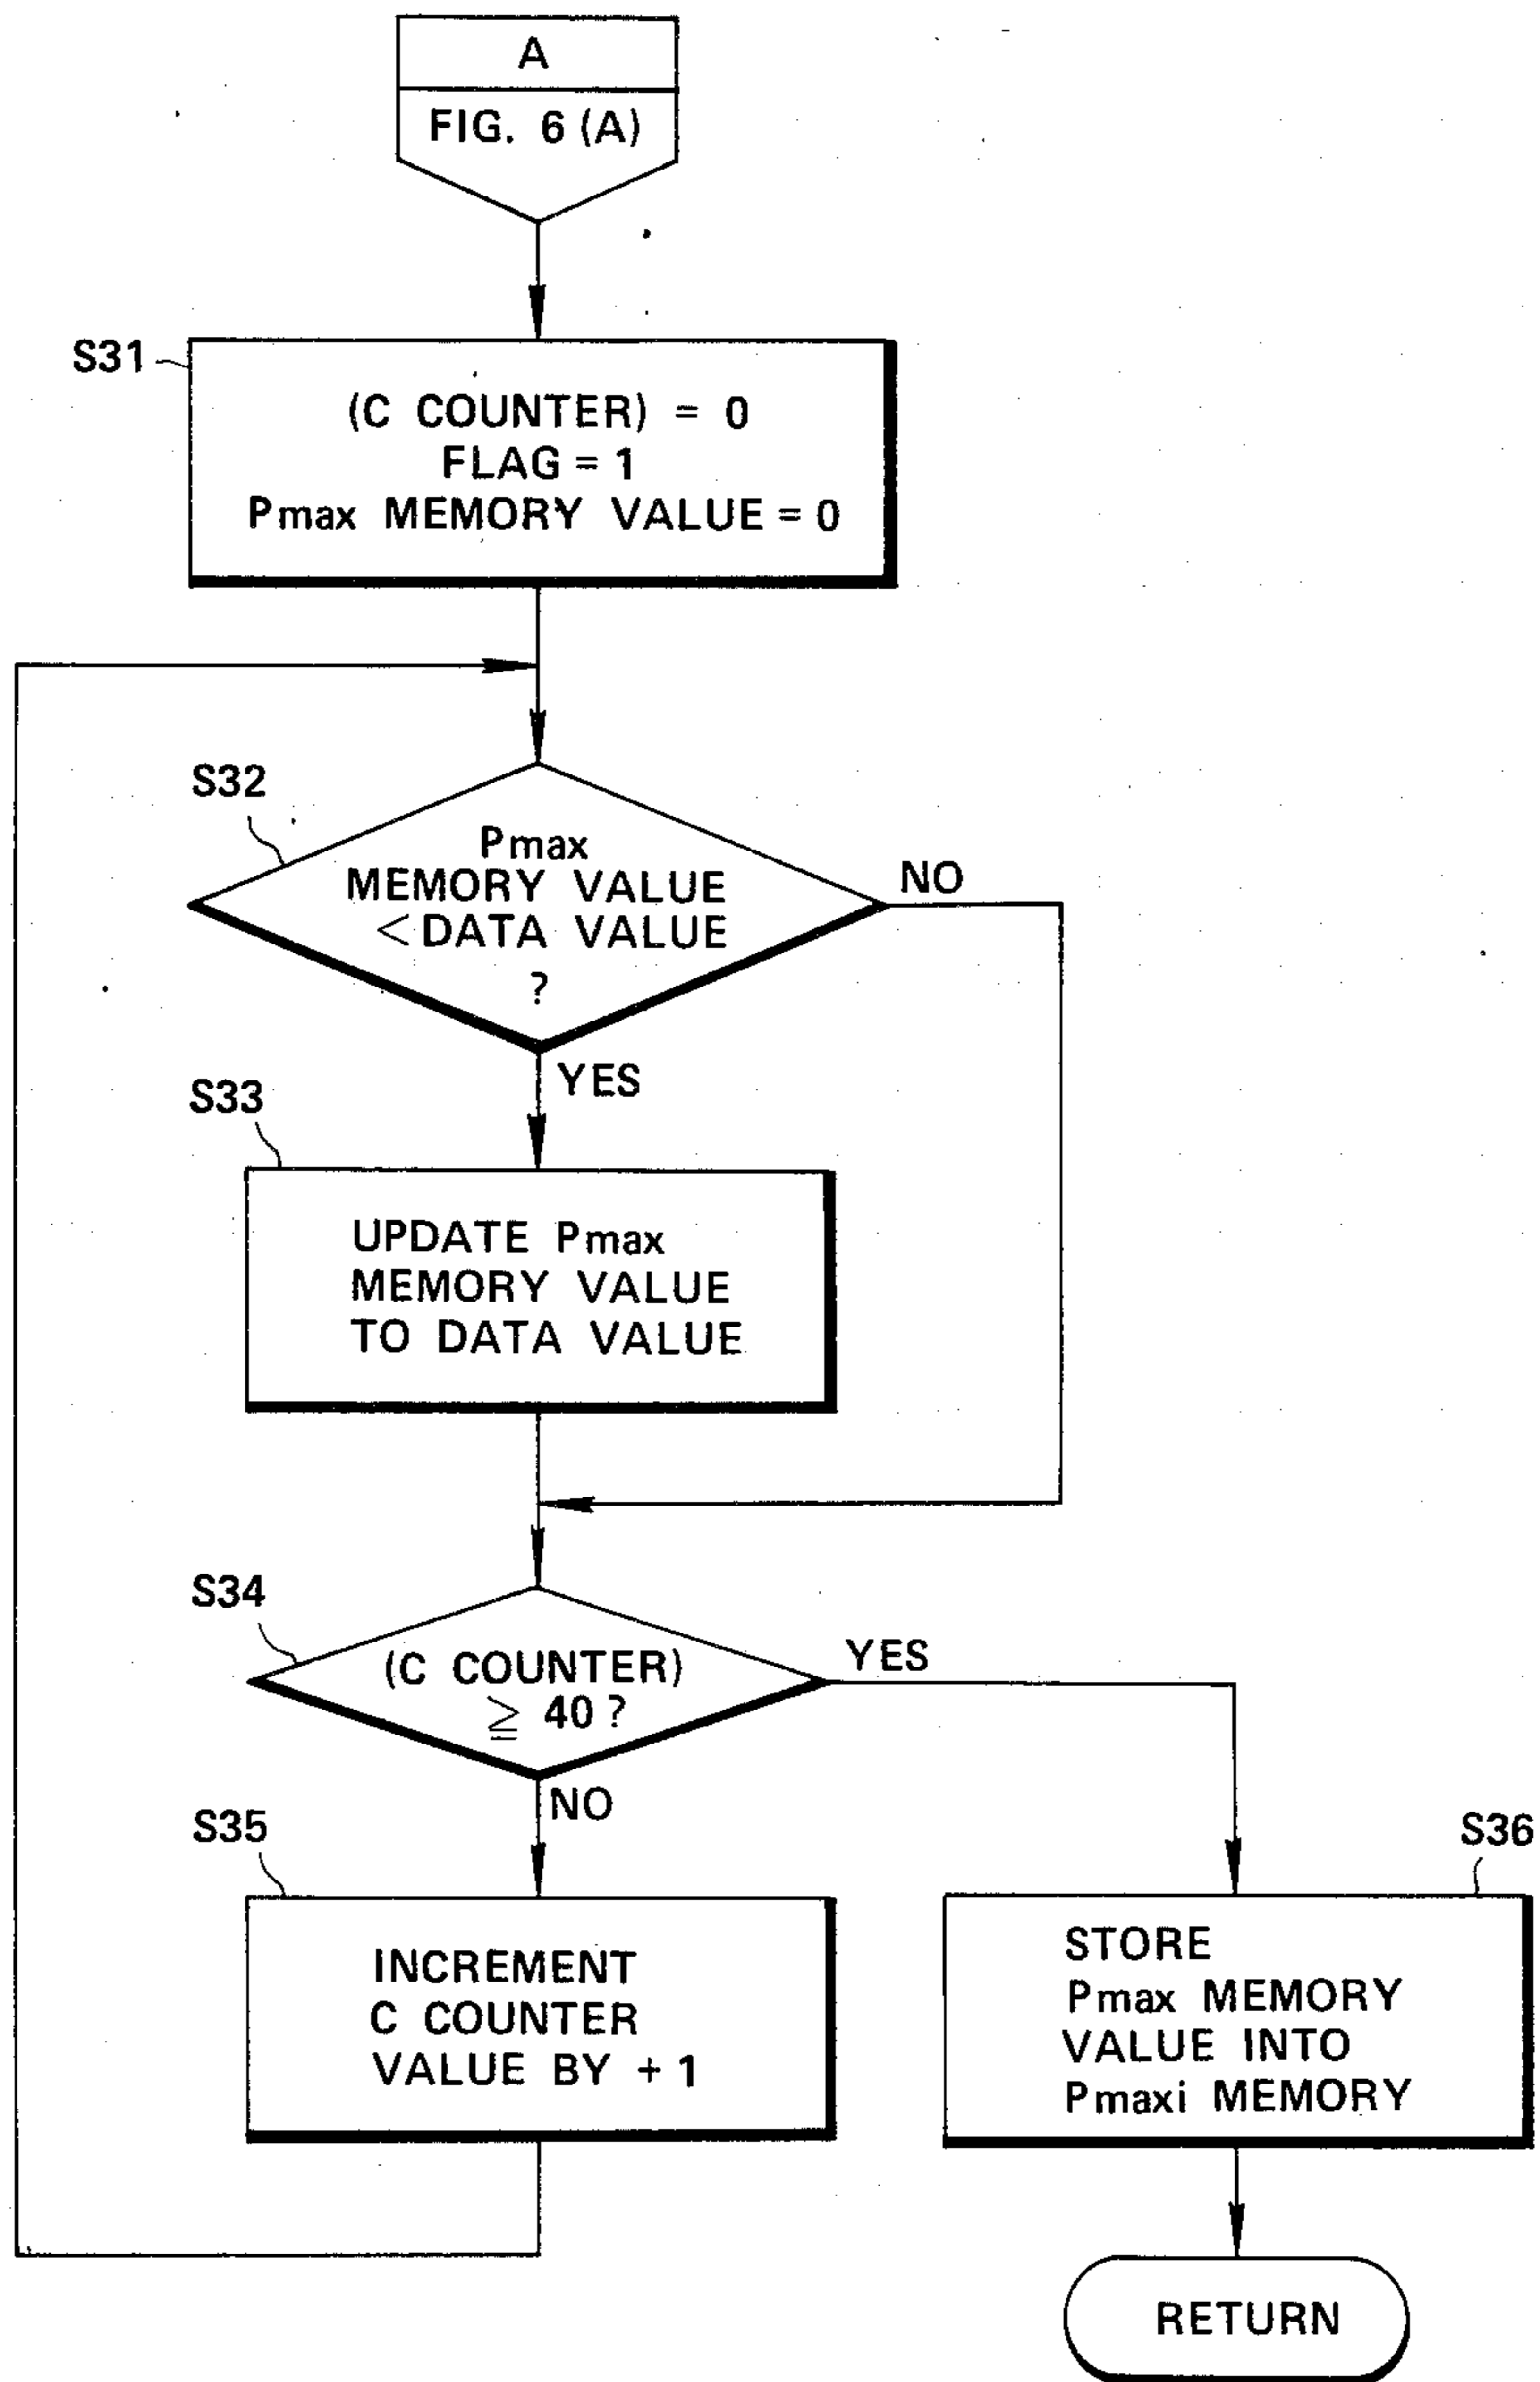 A
FIG. 6 (A)
S31
(C COUNTER) = 0
FLAG = 1
Pmax MEMORY VALUE = 0
S32
Pmax
MEMORY VALUE
< DATA VALUE
?
NO
YES
S33
UPDATE Pmax
MEMORY VALUE
TO DATA VALUE
S34
(C COUNTER)
≧ 40 ?
YES
NO
S35
INCREMENT
C COUNTER
VALUE BY + 1
S36
STORE
Pmax MEMORY
VALUE INTO
Pmaxi MEMORY
RETURN